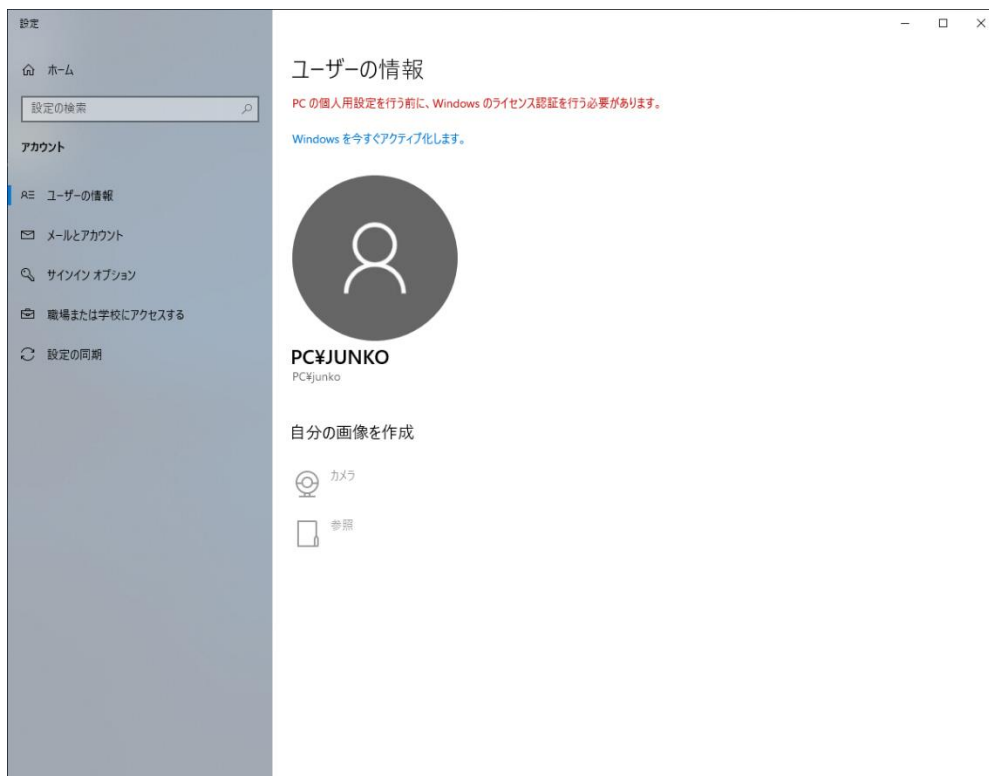 設定
ホーム
設定の検索
アカウント
ユーザーの情報
メールとアカウント
サインイン オプション
職場または学校にアクセスする
設定の同期
ユーザーの情報
PC の個人用設定を行う前に、Windows のライセンス認証を行う必要があります。
Windows を今すぐアクティブ化します。
PC¥JUNKO
PC¥junko
自分の画像を作成
カメラ
参照